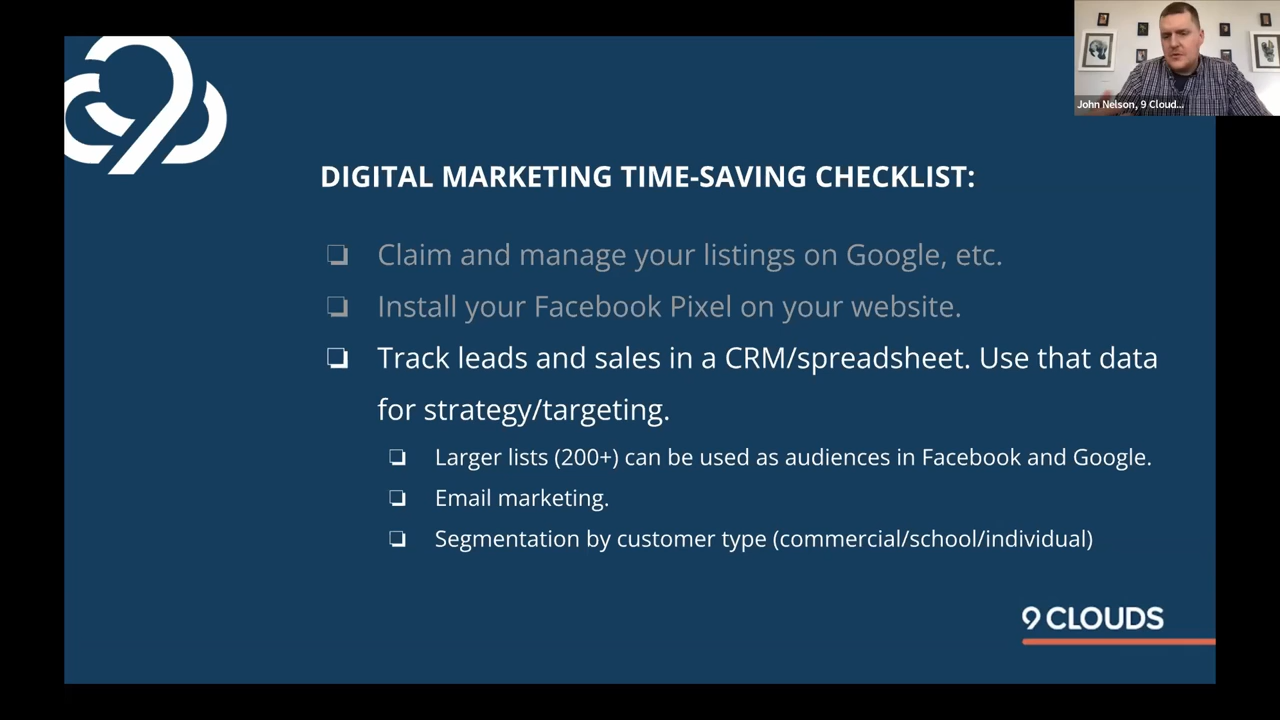 John Nelson, 9 Cloud...
DIGITAL MARKETING TIME-SAVING CHECKLIST:
Claim and manage your listings on Google, etc.
Install your Facebook Pixel on your website.
Track leads and sales in a CRM/spreadsheet. Use that data
for strategy/targeting.
Larger lists (200+) can be used as audiences in Facebook and Google.
Email marketing.
Segmentation by customer type (commercial/school/individual)
9 CLOUDS